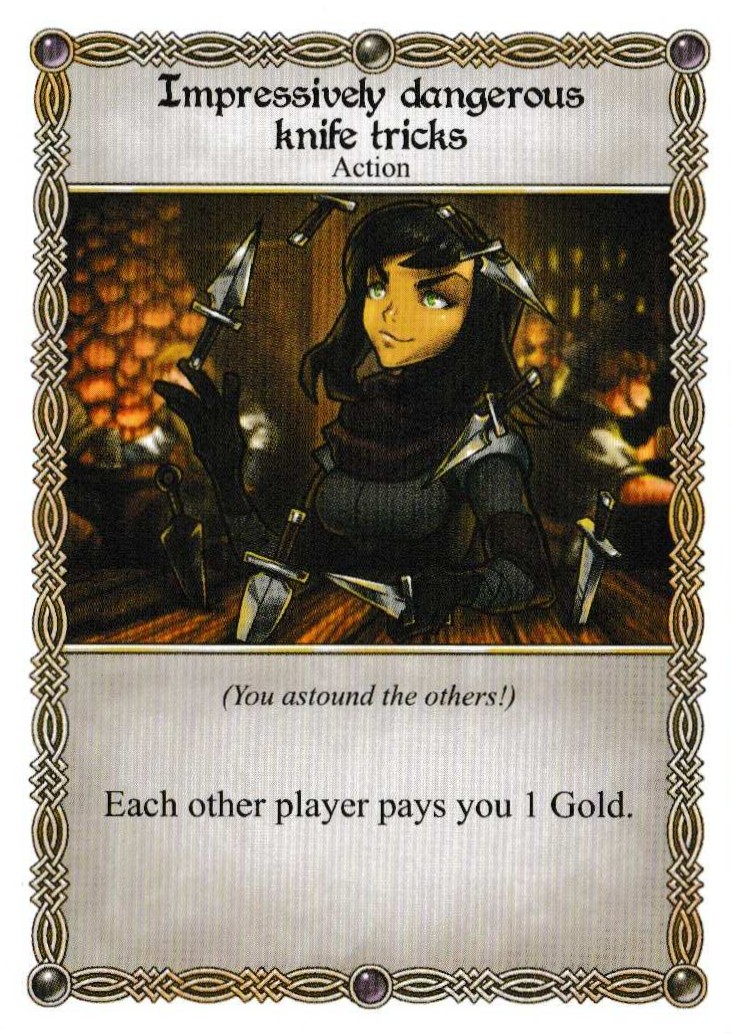 Impressively dangerous
knife tricks
Action
(You astound the others!)
Each other player pays you 1 Gold.